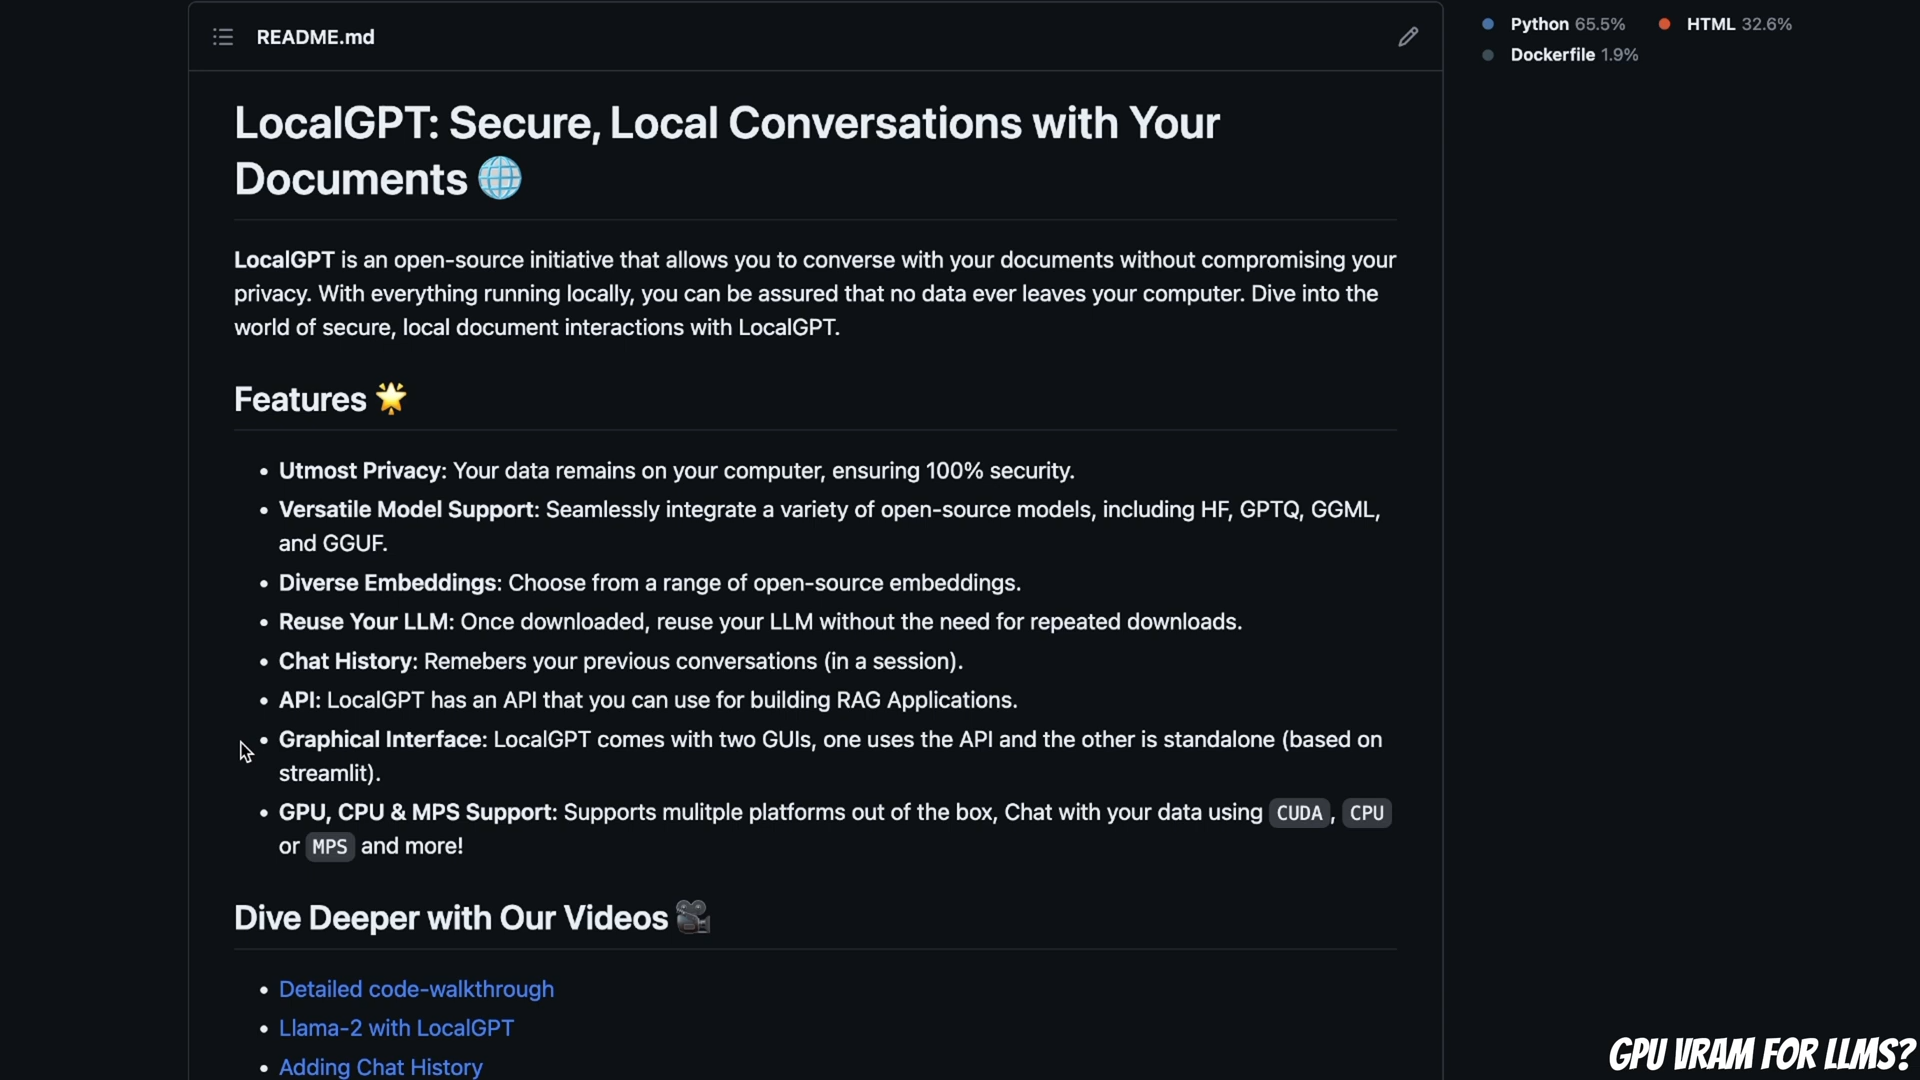 README.md
Python 65.5%
HTML 32.6%
Dockerfile 1.9%
LocalGPT: Secure, Local Conversations with Your
Documents 🌐
LocalGPT is an open-source initiative that allows you to converse with your documents without compromising your
privacy. With everything running locally, you can be assured that no data ever leaves your computer. Dive into the
world of secure, local document interactions with LocalGPT.
Features 🌟
• Utmost Privacy: Your data remains on your computer, ensuring 100% security.
• Versatile Model Support: Seamlessly integrate a variety of open-source models, including HF, GPTQ, GGML,
and GGUF.
• Diverse Embeddings: Choose from a range of open-source embeddings.
• Reuse Your LLM: Once downloaded, reuse your LLM without the need for repeated downloads.
• Chat History: Remebers your previous conversations (in a session).
• API: LocalGPT has an API that you can use for building RAG Applications.
• Graphical Interface: LocalGPT comes with two GUIs, one uses the API and the other is standalone (based on
streamlit).
• GPU, CPU & MPS Support: Supports mulitple platforms out of the box, Chat with your data using CUDA, CPU
or MPS and more!
Dive Deeper with Our Videos 🎥
• Detailed code-walkthrough
• Llama-2 with LocalGPT
• Adding Chat History
GPU VRAM FOR LLMS?